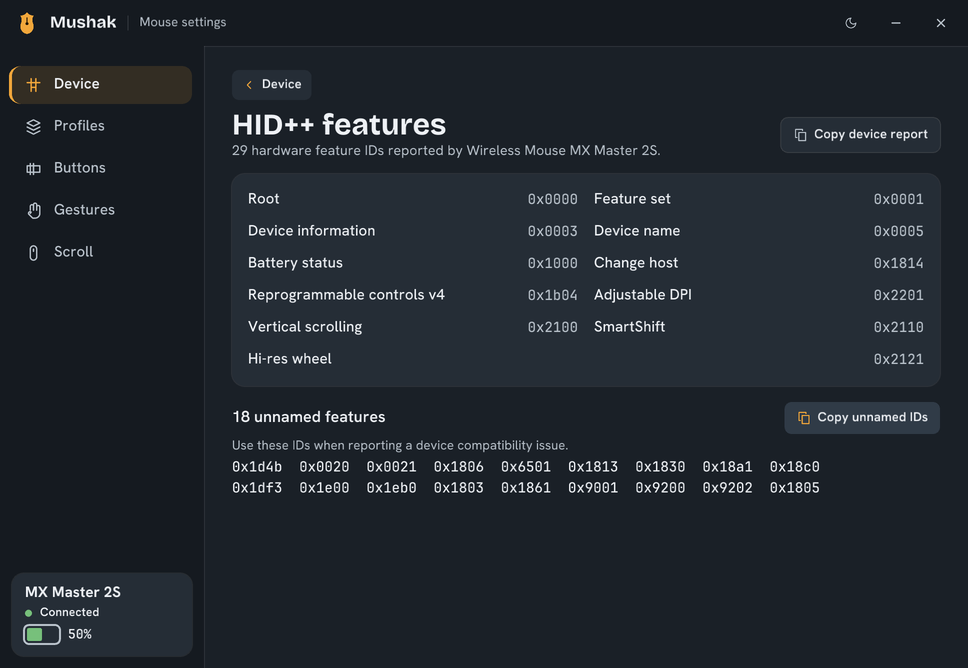 Mushak | Mouse settings
Device
Profiles
Buttons
Gestures
Scroll
MX Master 2S
Connected
50%
Device
HID++ features
29 hardware feature IDs reported by Wireless Mouse MX Master 2S.
Copy device report
Root 0x0000 Feature set 0x0001
Device information 0x0003 Device name 0x0005
Battery status 0x1000 Change host 0x1814
Reprogrammable controls v4 0x1b04 Adjustable DPI 0x2201
Vertical scrolling 0x2100 SmartShift 0x2110
Hi-res wheel 0x2121
18 unnamed features
Copy unnamed IDs
Use these IDs when reporting a device compatibility issue.
0x1d4b 0x0020 0x0021 0x1806 0x6501 0x1813 0x1830 0x18a1 0x18c0
0x1df3 0x1e00 0x1eb0 0x1803 0x1861 0x9001 0x9200 0x9202 0x1805